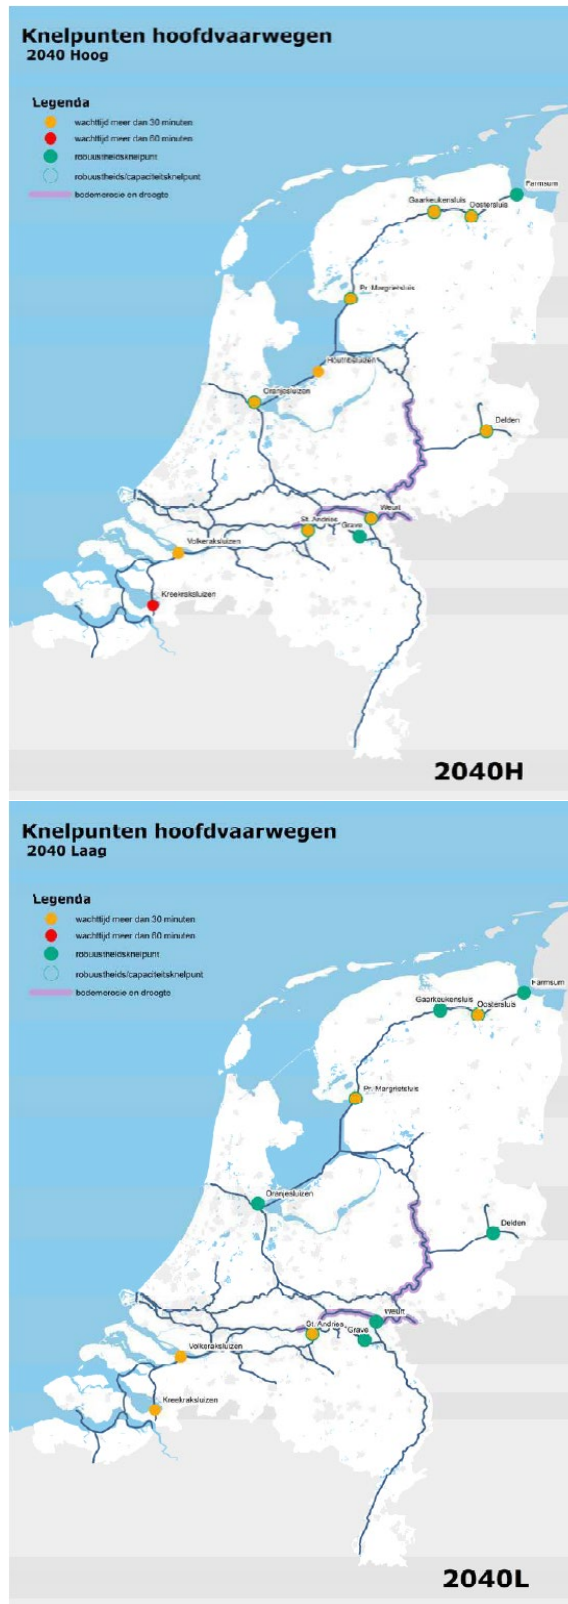 Knelpunten hoofdvaarwegen
2040 Hoog
Legenda
wachttijd meer dan 30 minuten
wachttijd meer dan 60 minuten
robuustheidsknelpunt
robuustheids/capaciteitsknelpunt
bodemerosie en droogte
Farmsum
Gaarkeukensluis
Oostersluis
Pr. Margrietsluis
Houtribsluizen
Oranjesluizen
Delden
Weurt
St. Andries
Grave
Volkeraksluizen
Kreekraksluizen
2040H
Knelpunten hoofdvaarwegen
2040 Laag
Legenda
wachttijd meer dan 30 minuten
wachttijd meer dan 60 minuten
robuustheidsknelpunt
robuustheids/capaciteitsknelpunt
bodemerosie en droogte
Farmsum
Gaarkeukensluis
Oostersluis
Pr. Margrietsluis
Oranjesluizen
Delden
Weurt
St. Andries
Grave
Volkeraksluizen
Kreekraksluizen
2040L